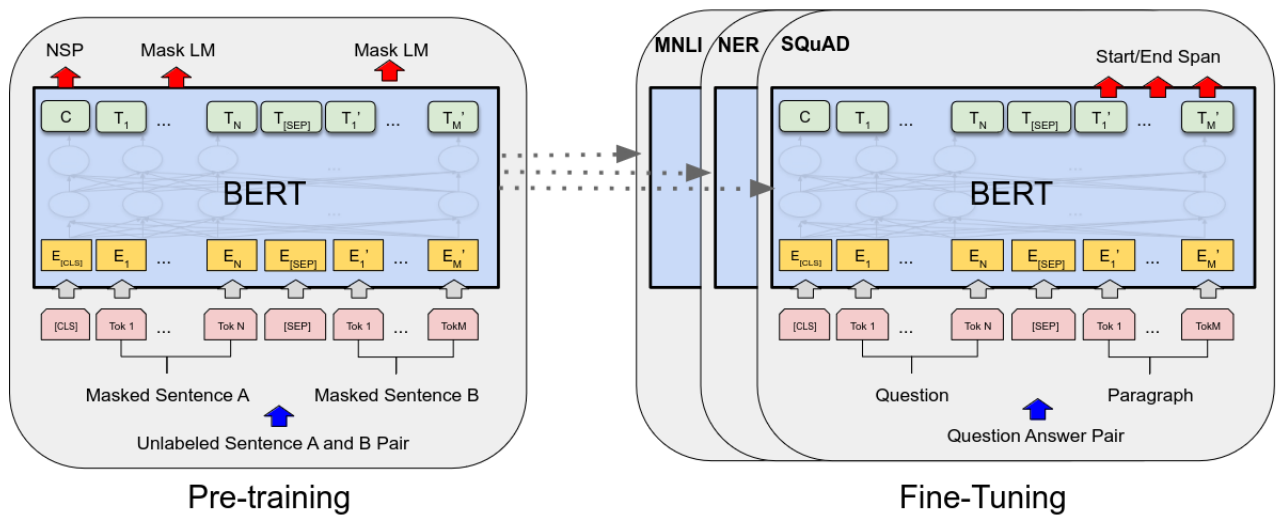 NSP Mask LM Mask LM
C T1 ... TN T[SEP] T1' ... TM'
...
BERT
...
E[CLS] E1 ... EN E[SEP] E1' ... EM'
[CLS] Tok 1 ... Tok N [SEP] Tok 1 ... TokM
Masked Sentence A Masked Sentence B
Unlabeled Sentence A and B Pair
Pre-training
MNLI NER SQuAD
Start/End Span
C T1 ... TN T[SEP] T1' ... TM'
...
BERT
...
E[CLS] E1 ... EN E[SEP] E1' ... EM'
[CLS] Tok 1 ... Tok N [SEP] Tok 1 ... TokM
Question Paragraph
Question Answer Pair
Fine-Tuning